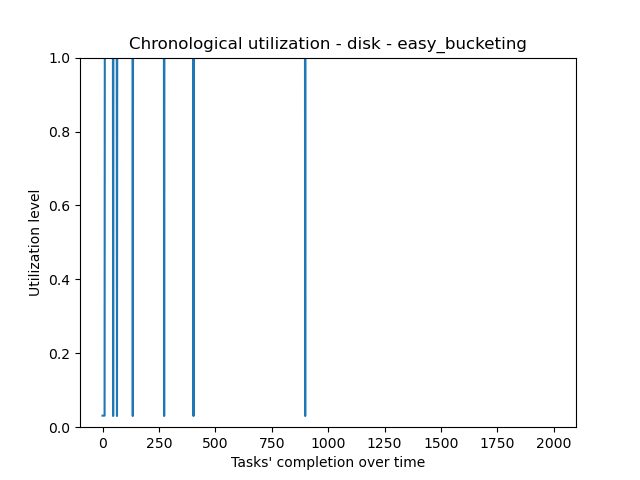 Chronological utilization - disk - easy_bucketing
1.0
0.8
0.6
0.4
0.2
0.0
Utilization level
0 250 500 750 1000 1250 1500 1750 2000
Tasks' completion over time